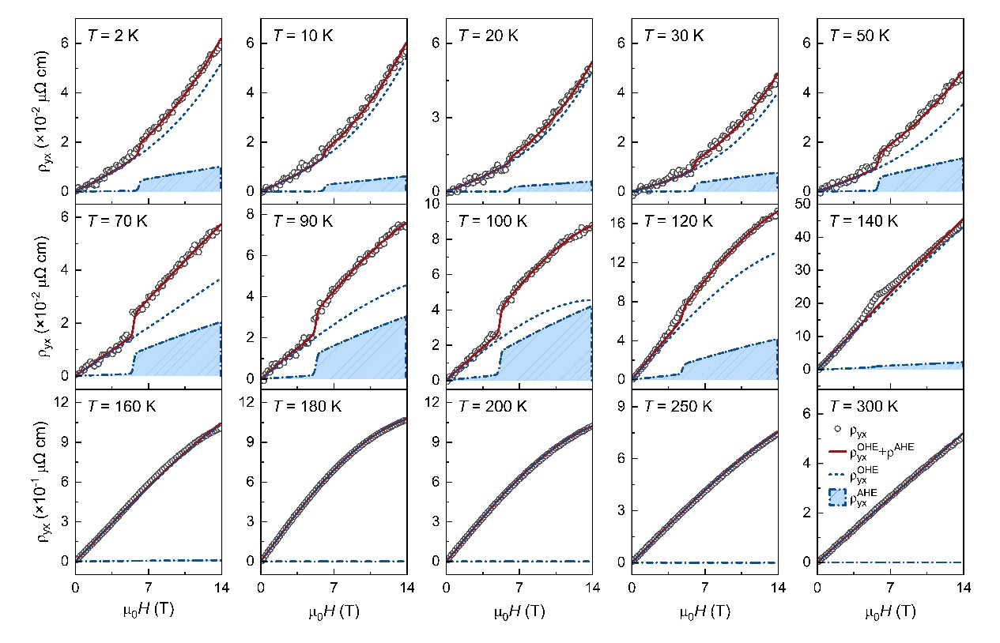 T = 2 K
T = 10 K
T = 20 K
T = 30 K
T = 50 K
6
4
2
0
6
4
2
0
6
3
0
6
4
2
0
6
4
2
0
ρyx (×10-2 μΩ cm)
T = 70 K
T = 90 K
T = 100 K
T = 120 K
T = 140 K
6
4
2
0
8
6
4
2
0
10
8
6
4
2
0
16
12
8
4
0
50
40
30
20
10
0
ρyx (×10-2 μΩ cm)
T = 160 K
T = 180 K
T = 200 K
T = 250 K
T = 300 K
12
9
6
3
0
12
9
6
3
0
12
9
6
3
0
9
6
3
0
6
4
2
0
ρyx (×10-1 μΩ cm)
ρyx
ρyxOHE+ρAHE
ρyxOHE
ρyxAHE
0 7 14
0 7 14
0 7 14
0 7 14
0 7 14
μ0H (T)
μ0H (T)
μ0H (T)
μ0H (T)
μ0H (T)